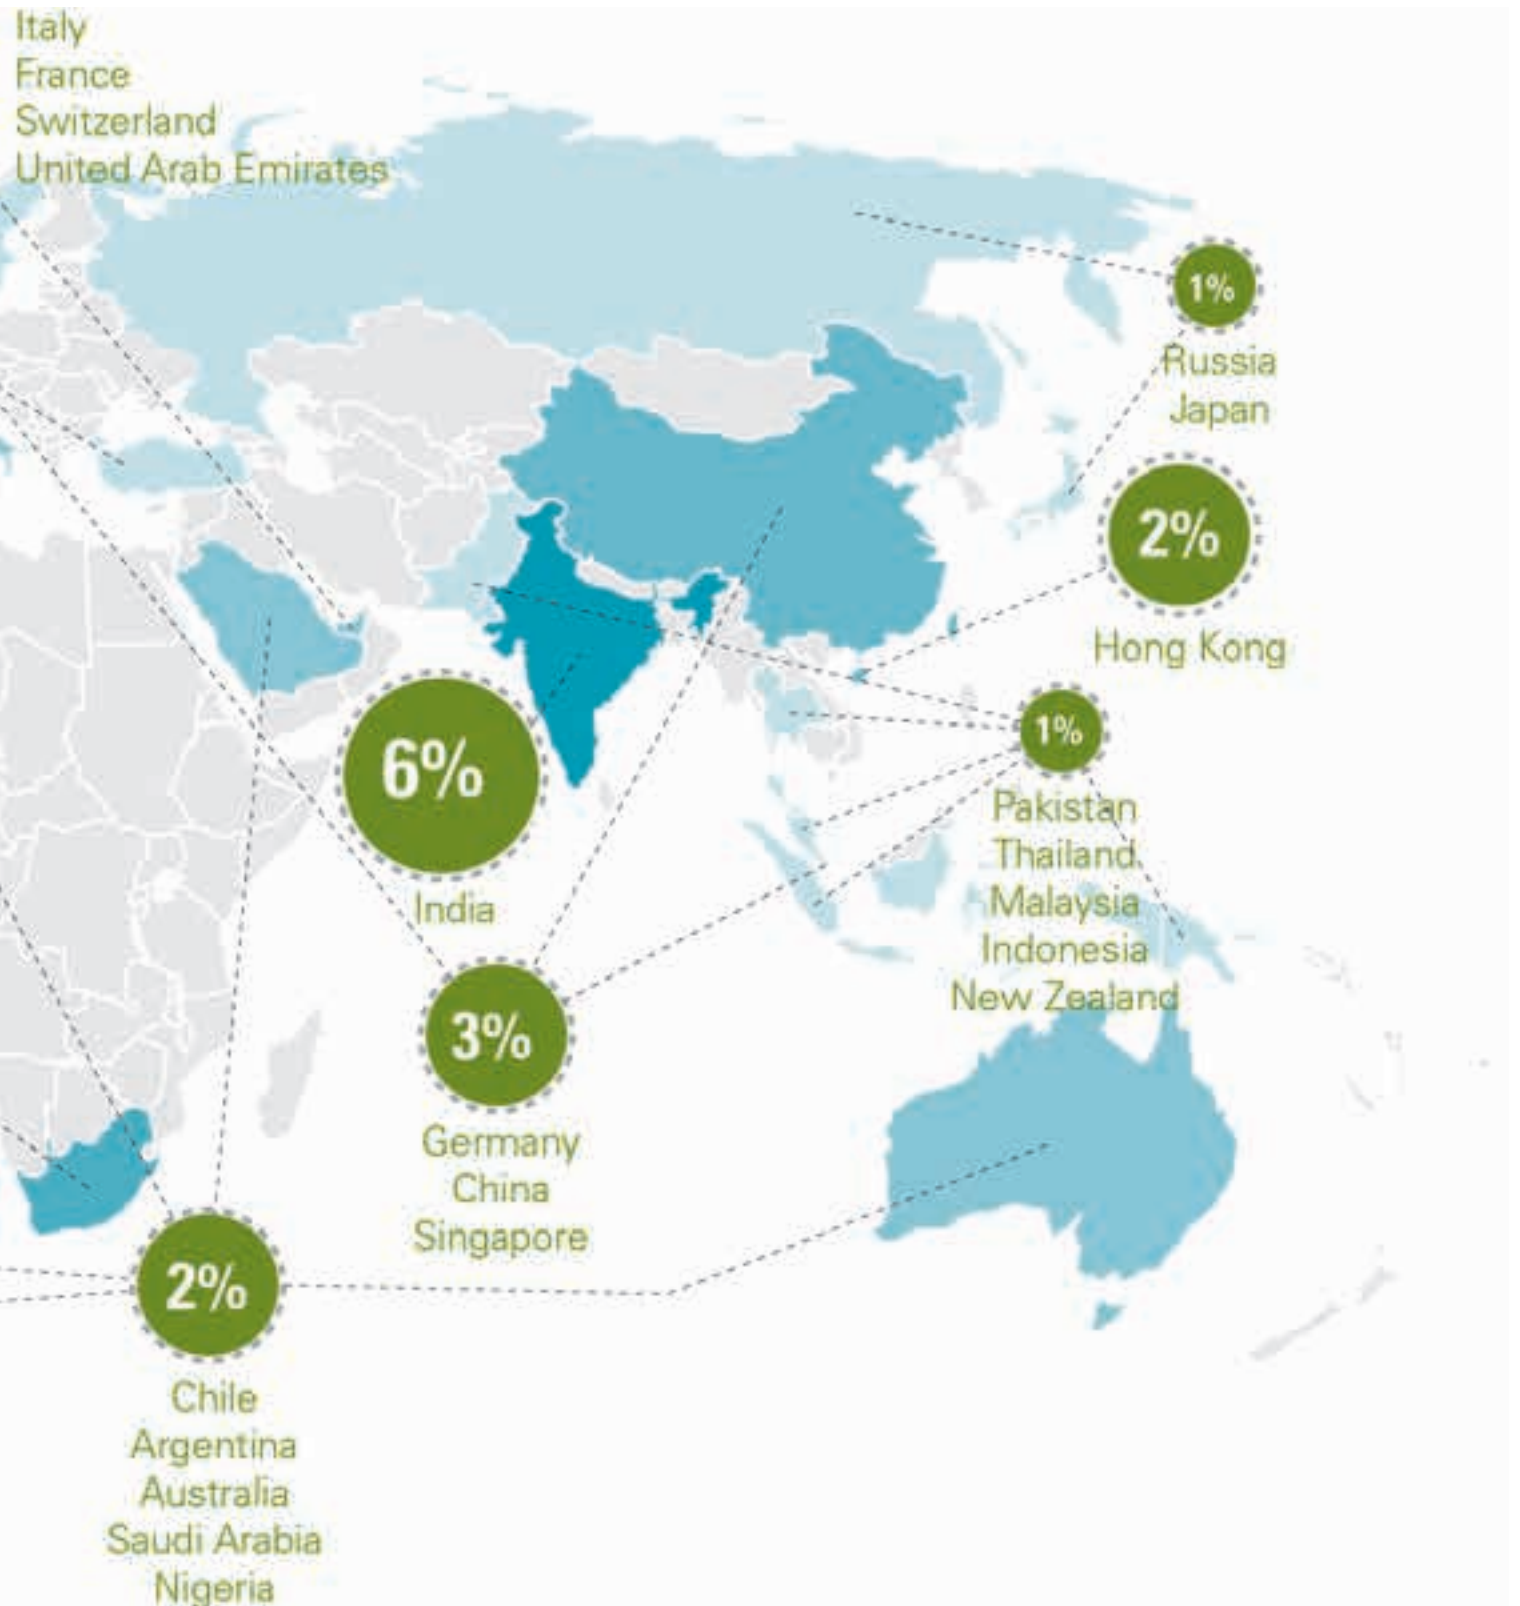 Italy
France
Switzerland
United Arab Emirates
1%
Russia
Japan
2%
Hong Kong
1%
Pakistan
Thailand
Malaysia
Indonesia
New Zealand
6%
India
3%
Germany
China
Singapore
2%
Chile
Argentina
Australia
Saudi Arabia
Nigeria